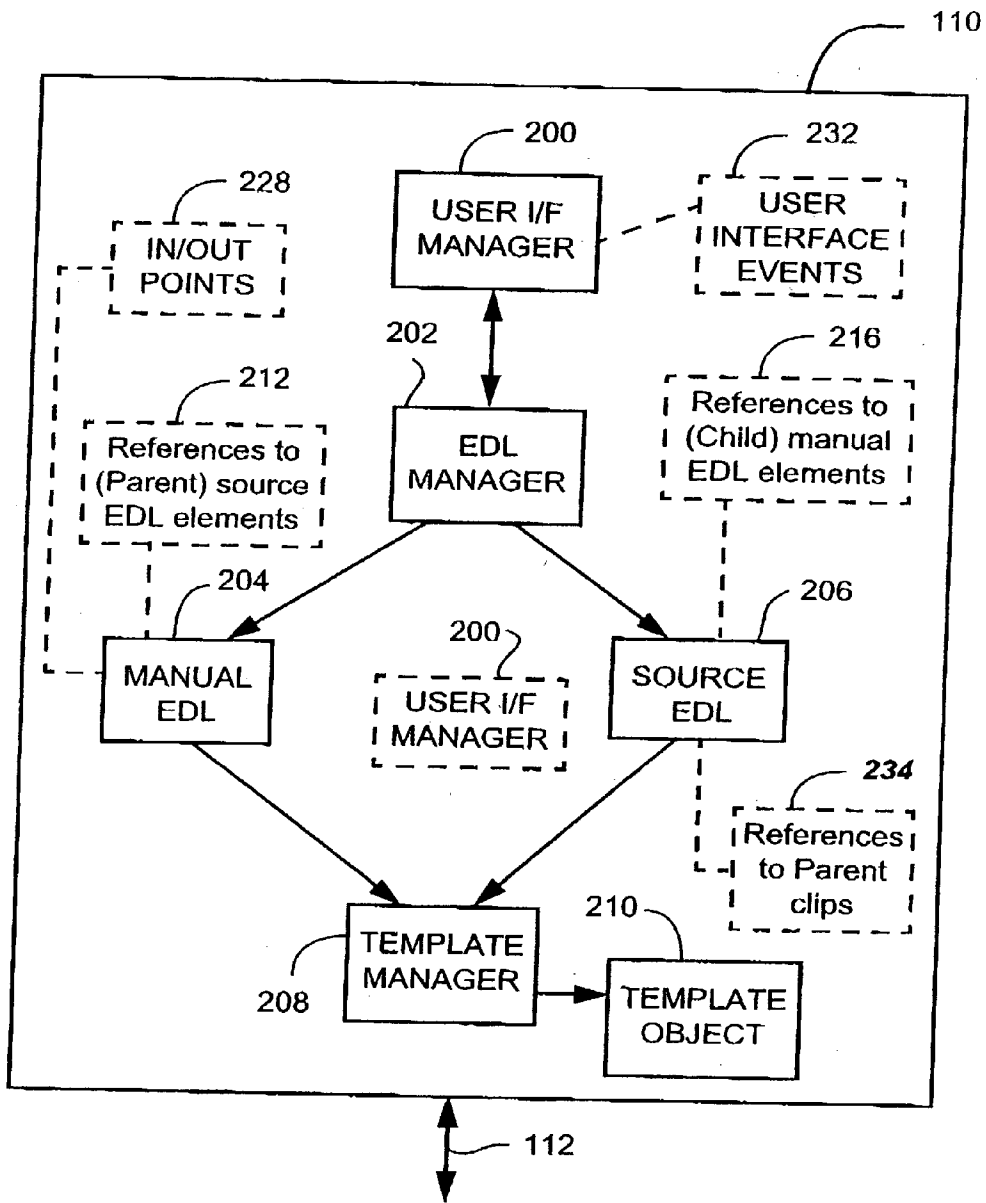 110
200
232
228
USER I/F
MANAGER
USER
INTERFACE
EVENTS
IN/OUT
POINTS
202
216
212
References to
(Child) manual
EDL elements
EDL
MANAGER
References to
(Parent) source
EDL elements
204
206
200
MANUAL
EDL
SOURCE
EDL
USER I/F
MANAGER
234
References
to Parent
clips
210
TEMPLATE
MANAGER
208
TEMPLATE
OBJECT
112